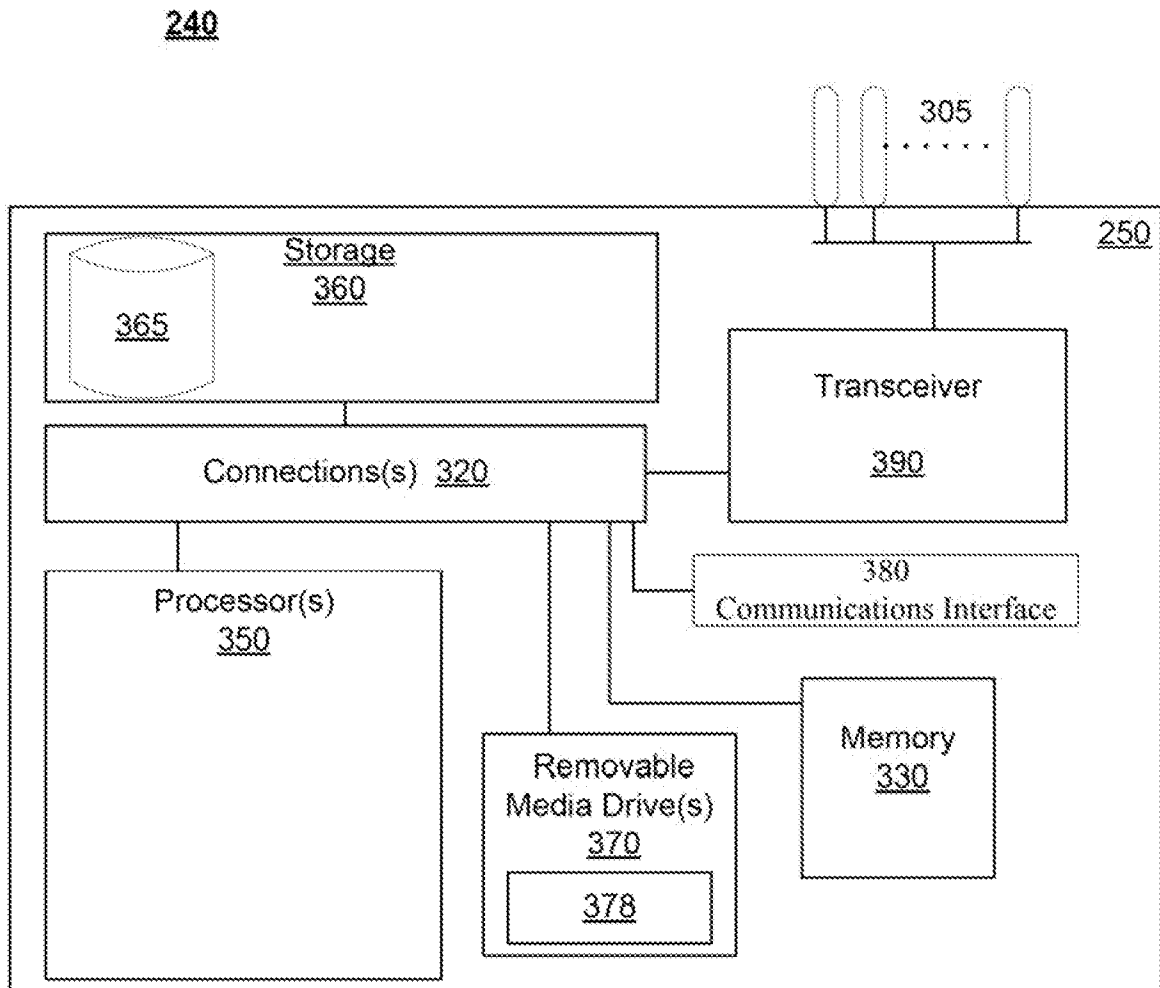 240
305
250
Storage
360
365
Transceiver
390
Connections(s) 320
380
Communications Interface
Processor(s)
350
Memory
330
Removable
Media Drive(s)
370
378